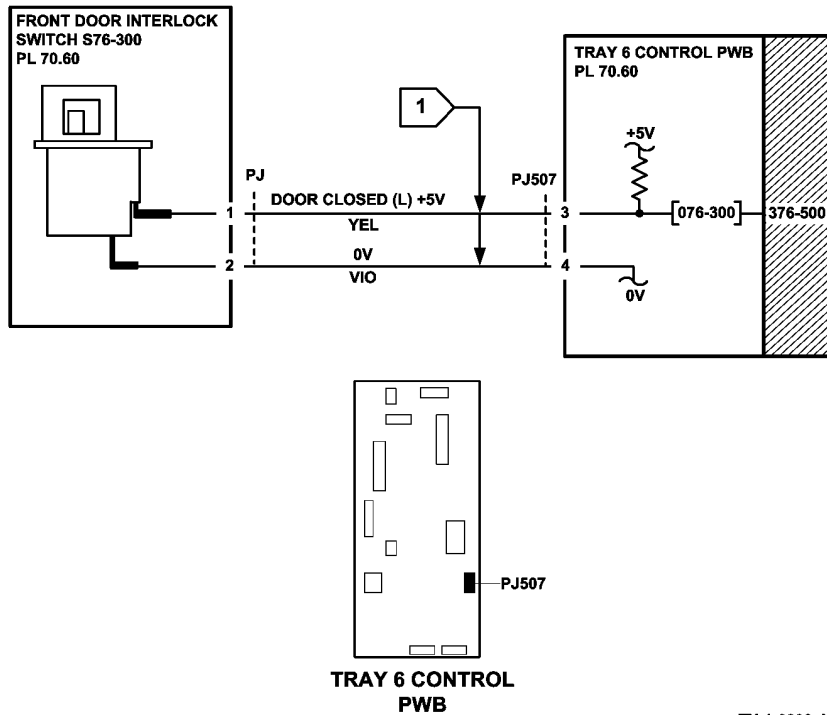 FRONT DOOR INTERLOCK
SWITCH S76-300
PL 70.60
TRAY 6 CONTROL PWB
PL 70.60
1
+5V
PJ
PJ507
1
DOOR CLOSED (L) +5V
YEL
3
076-300
376-500
2
0V
VIO
4
0V
PJ507
TRAY 6 CONTROL
PWB